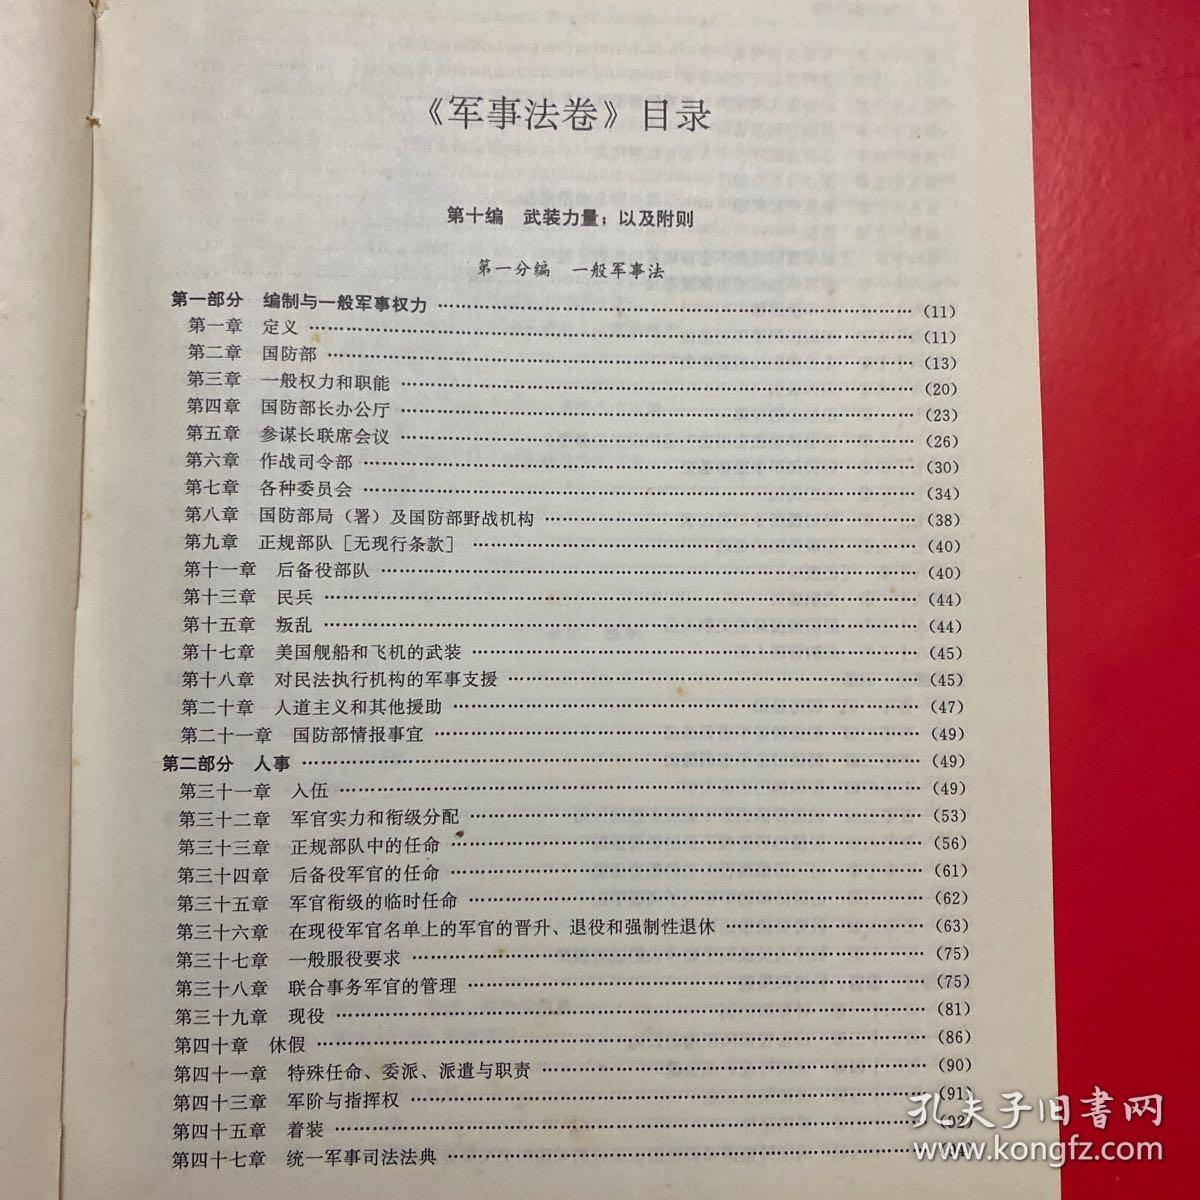 《军事法卷》目录
第十编　武装力量；以及附则
第一分编　一般军事法
第一部分　编制与一般军事权力 …… (11)
第一章　定义 …… (11)
第二章　国防部 …… (13)
第三章　一般权力和职能 …… (20)
第四章　国防部长办公厅 …… (23)
第五章　参谋长联席会议 …… (26)
第六章　作战司令部 …… (30)
第七章　各种委员会 …… (34)
第八章　国防部局（署）及国防部野战机构 …… (38)
第九章　正规部队［无现行条款］ …… (40)
第十一章　后备役部队 …… (40)
第十三章　民兵 …… (44)
第十五章　叛乱 …… (44)
第十七章　美国舰船和飞机的武装 …… (45)
第十八章　对民法执行机构的军事支援 …… (45)
第二十章　人道主义和其他援助 …… (47)
第二十一章　国防部情报事宜 …… (49)
第二部分　人事 …… (49)
第三十一章　入伍 …… (49)
第三十二章　军官实力和衔级分配 …… (53)
第三十三章　正规部队中的任命 …… (56)
第三十四章　后备役军官的任命 …… (61)
第三十五章　军官衔级的临时任命 …… (62)
第三十六章　在现役军官名单上的军官的晋升、退役和强制性退休 …… (63)
第三十七章　一般服役要求 …… (75)
第三十八章　联合事务军官的管理 …… (75)
第三十九章　现役 …… (81)
第四十章　休假 …… (86)
第四十一章　特殊任命、委派、派遣与职责 …… (90)
第四十三章　军阶与指挥权 …… (91)
第四十五章　着装 …… (92)
第四十七章　统一军事司法法典 ……
孔夫子旧书网
www.kongfz.com